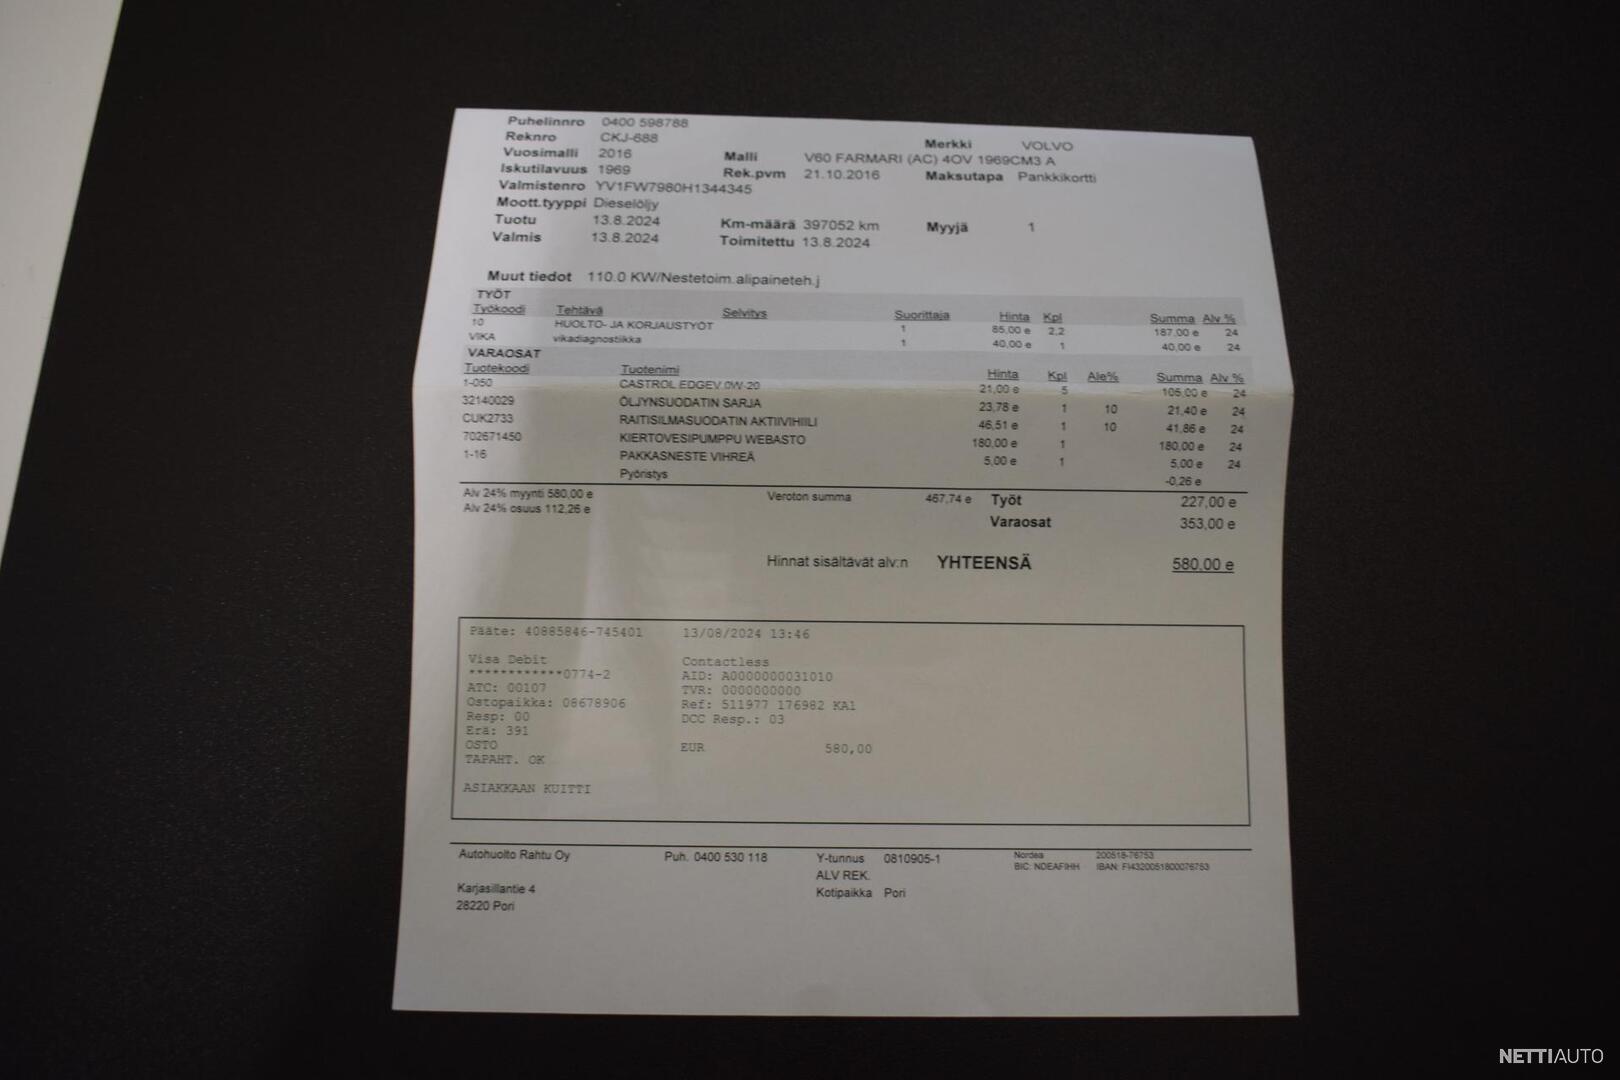 Puhelinnro 0400 598788
Reknro CKJ-688 Merkki VOLVO
Vuosimalli 2016 Malli V60 FARMARI (AC) 4OV 1969CM3 A
Iskutilavuus 1969 Rek.pvm 21.10.2016 Maksutapa Pankkikortti
Valmistenro YV1FW7980H1344345
Moott.tyyppi Dieselöljy
Tuotu 13.8.2024 Km-määrä 397052 km Myyjä 1
Valmis 13.8.2024 Toimitettu 13.8.2024
Muut tiedot 110.0 KW/Nestetoim.alipaineteh.j
TYÖT
Työkoodi Tehtävä Selvitys Suorittaja Hinta Kpl Summa Alv %
10 HUOLTO- JA KORJAUSTYÖT 1 85,00 e 2,2 187,00 e 24
VIKA vikadiagnostiikka 1 40,00 e 1 40,00 e 24
VARAOSAT
Tuotekoodi Tuotenimi Hinta Kpl Ale% Summa Alv %
1-050 CASTROL EDGEV 0W-20 21,00 e 5 105,00 e 24
32140029 ÖLJYNSUODATIN SARJA 23,78 e 1 10 21,40 e 24
CUK2733 RAITISILMASUODATIN AKTIIVIHIILI 46,51 e 1 10 41,86 e 24
702671450 KIERTOVESIPUMPPU WEBASTO 180,00 e 1 180,00 e 24
1-16 PAKKASNESTE VIHREÄ 5,00 e 1 5,00 e 24
Pyöristys -0,26 e
Alv 24% myynti 580,00 e Veroton summa 467,74 e Työt 227,00 e
Alv 24% osuus 112,26 e
Varaosat 353,00 e
Hinnat sisältävät alv:n YHTEENSÄ 580,00 e
Pääte: 40885846-745401 13/08/2024 13:46
Visa Debit Contactless
************0774-2 AID: A0000000031010
ATC: 00107 TVR: 0000000000
Ostopaikka: 08678906 Ref: 511977 176982 KA1
Resp: 00 DCC Resp.: 03
Erä: 391
OSTO EUR 580,00
TAPAHT. OK
ASIAKKAAN KUITTI
Autohuolto Rahtu Oy Puh. 0400 530 118 Y-tunnus 0810905-1 Nordea 200518-76753
ALV REK. BIC: NDEAFIHH IBAN: FI4320051800076753
Karjasillantie 4 Kotipaikka Pori
28220 Pori
NETTIAUTO